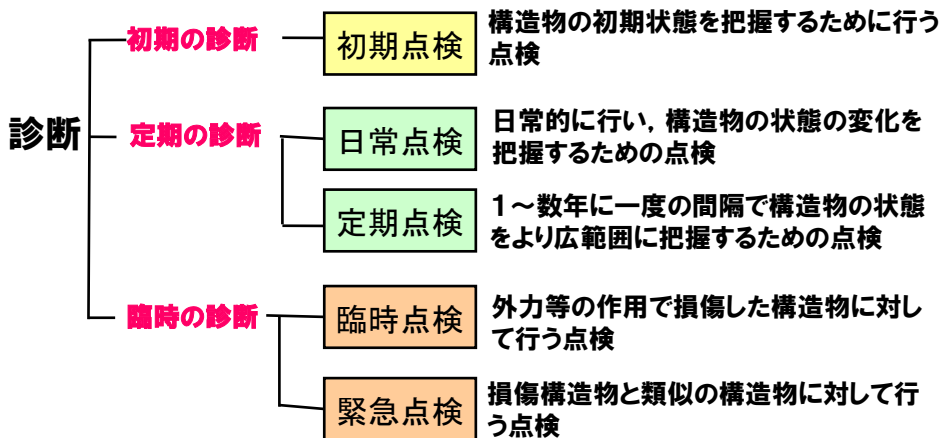 診断
初期の診断
初期点検
構造物の初期状態を把握するために行う
点検
定期の診断
日常点検
日常的に行い，構造物の状態の変化を
把握するための点検
定期点検
１～数年に一度の間隔で構造物の状態
をより広範囲に把握するための点検
臨時の診断
臨時点検
外力等の作用で損傷した構造物に対し
て行う点検
緊急点検
損傷構造物と類似の構造物に対して行
う点検